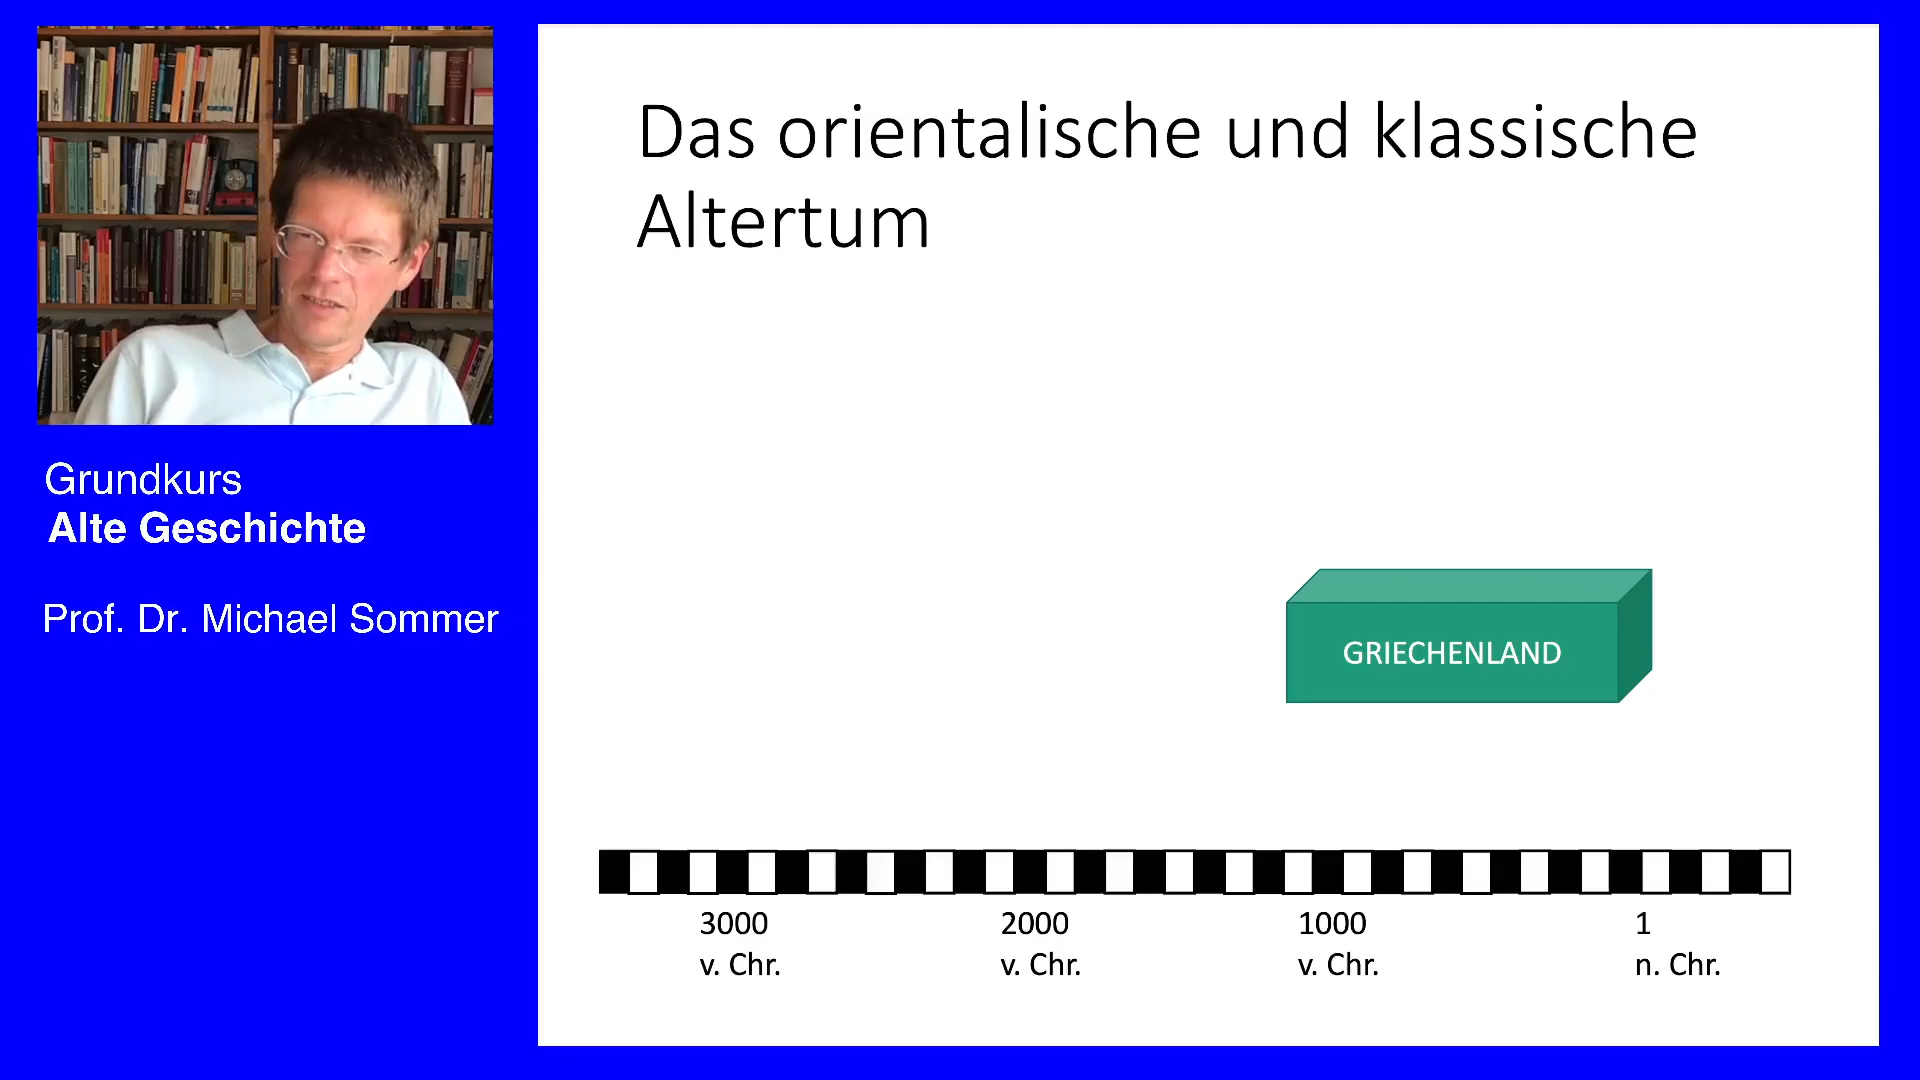 Grundkurs
Alte Geschichte
Prof. Dr. Michael Sommer
Das orientalische und klassische
Altertum
GRIECHENLAND
3000
v. Chr.
2000
v. Chr.
1000
v. Chr.
1
n. Chr.